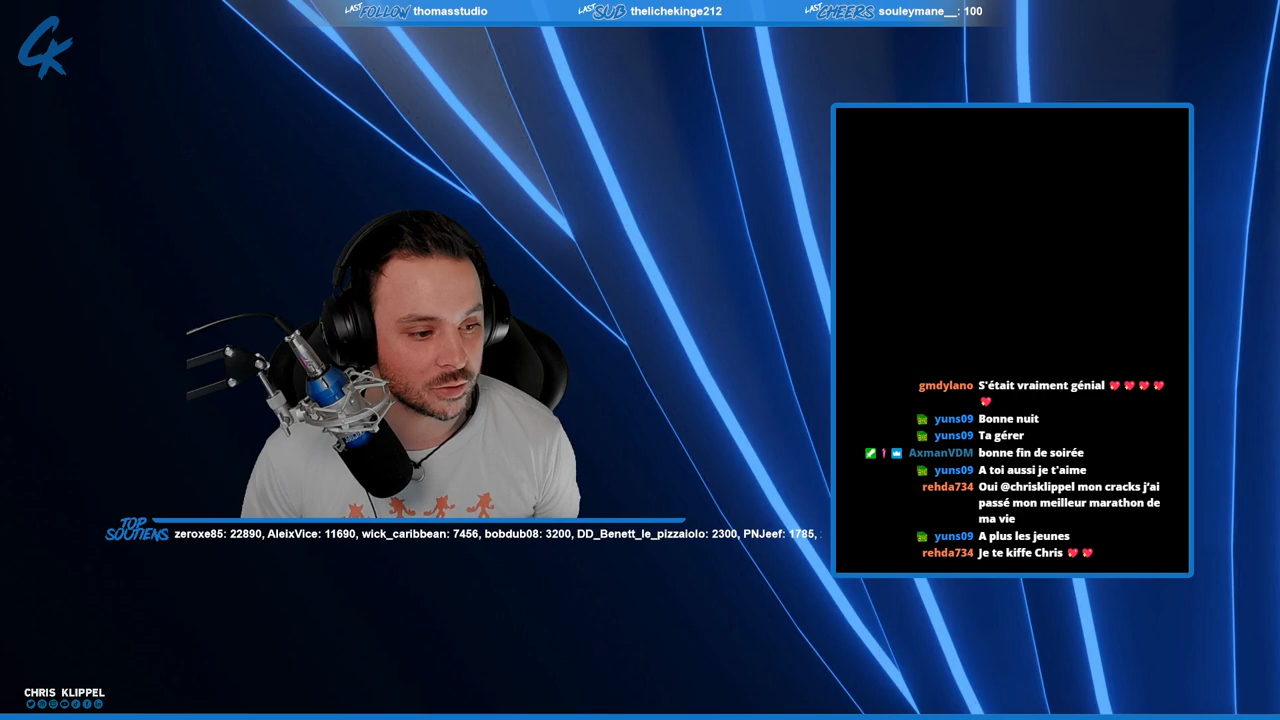 LAST FOLLOW thomasstudio LAST SUB thelichekinge212 LAST CHEERS souleymane__: 100
CK
gmdylano S'était vraiment génial
yuns09 Bonne nuit
yuns09 Ta gérer
AxmanVDM bonne fin de soirée
yuns09 A toi aussi je t'aime
rehda734 Oui @chrisklippel mon cracks j'ai
passé mon meilleur marathon de
ma vie
yuns09 A plus les jeunes
rehda734 Je te kiffe Chris
TOP
SOUTIENS zeroxe85: 22890, AleixVice: 11690, wick_caribbean: 7456, bobdub08: 3200, DD_Benett_le_pizzalolo: 2300, PNJeef: 1785,
CHRIS KLIPPEL